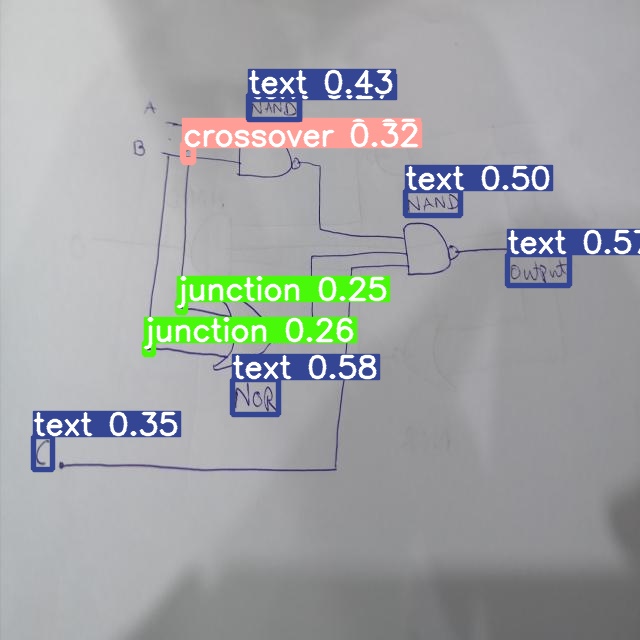 text 0.43
NAND
A
crossover 0.32
B
text 0.50
NAND
text 0.57
Output
junction 0.25
junction 0.26
text 0.58
NOR
text 0.35
C